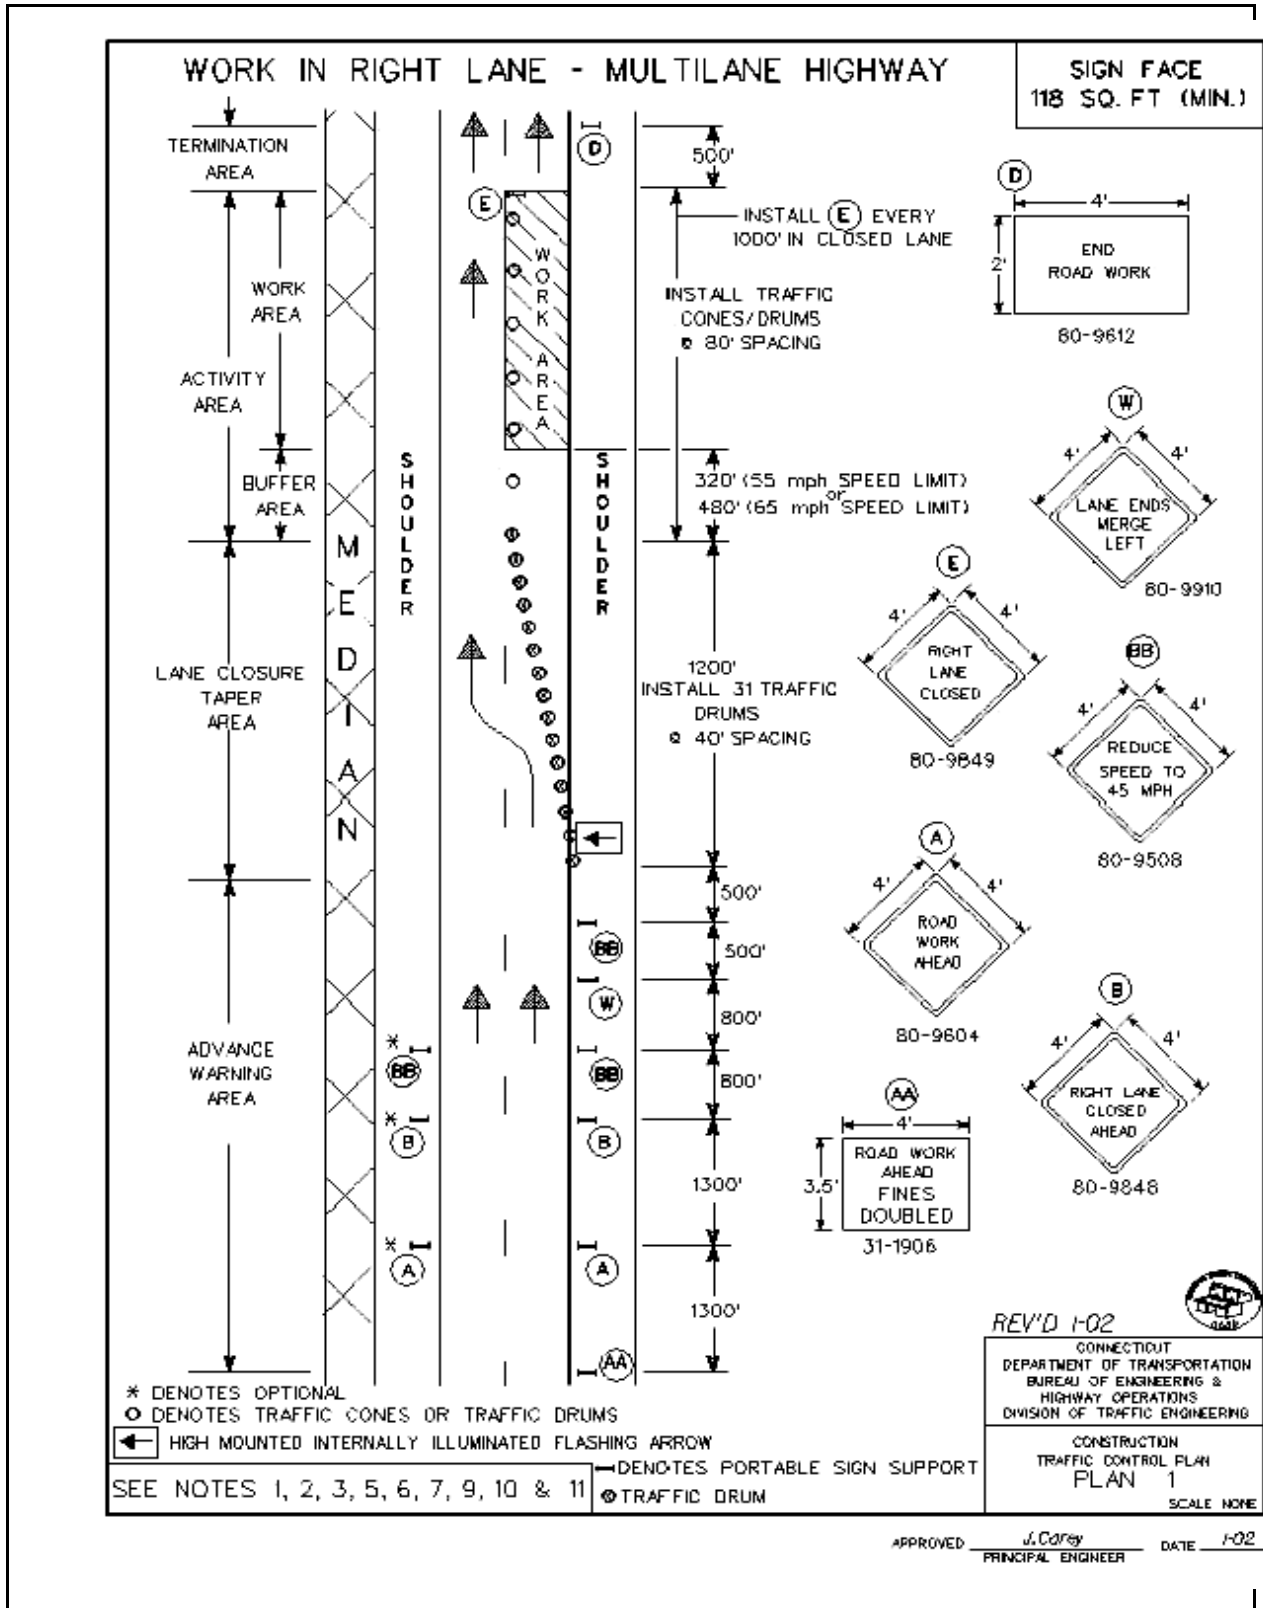 WORK IN RIGHT LANE - MULTILANE HIGHWAY
SIGN FACE
118 SQ. FT (MIN.)
TERMINATION
AREA
D
500'
E
INSTALL E EVERY
1000' IN CLOSED LANE
D
4'
2'
END
ROAD WORK
80-9612
WORK
AREA
WORK AREA
INSTALL TRAFFIC
CONES/DRUMS
@ 80' SPACING
ACTIVITY
AREA
BUFFER
AREA
SHOULDER
SHOULDER
320' (55 mph SPEED LIMIT)
or
480' (65 mph SPEED LIMIT)
W
4'
4'
LANE ENDS
MERGE
LEFT
80-9910
MEDIAN
E
4'
4'
RIGHT
LANE
CLOSED
80-9849
LANE CLOSURE
TAPER
AREA
1200'
INSTALL 31 TRAFFIC
DRUMS
@ 40' SPACING
BB
4'
4'
REDUCE
SPEED TO
45 MPH
80-9508
500'
BB
500'
W
800'
A
4'
4'
ROAD
WORK
AHEAD
80-9604
ADVANCE
WARNING
AREA
*
BB
BB
800'
*
B
B
1300'
B
4'
4'
RIGHT LANE
CLOSED
AHEAD
80-9848
AA
4'
3.5'
ROAD WORK
AHEAD
FINES
DOUBLED
31-1906
*
A
A
1300'
AA
REV'D 1-02
* DENOTES OPTIONAL
O DENOTES TRAFFIC CONES OR TRAFFIC DRUMS
HIGH MOUNTED INTERNALLY ILLUMINATED FLASHING ARROW
DENOTES PORTABLE SIGN SUPPORT
TRAFFIC DRUM
SEE NOTES 1, 2, 3, 5, 6, 7, 9, 10 & 11
CONNECTICUT
DEPARTMENT OF TRANSPORTATION
BUREAU OF ENGINEERING &
HIGHWAY OPERATIONS
DIVISION OF TRAFFIC ENGINEERING
CONSTRUCTION
TRAFFIC CONTROL PLAN
PLAN 1
SCALE NONE
APPROVED J. Carey DATE 1-02
PRINCIPAL ENGINEER